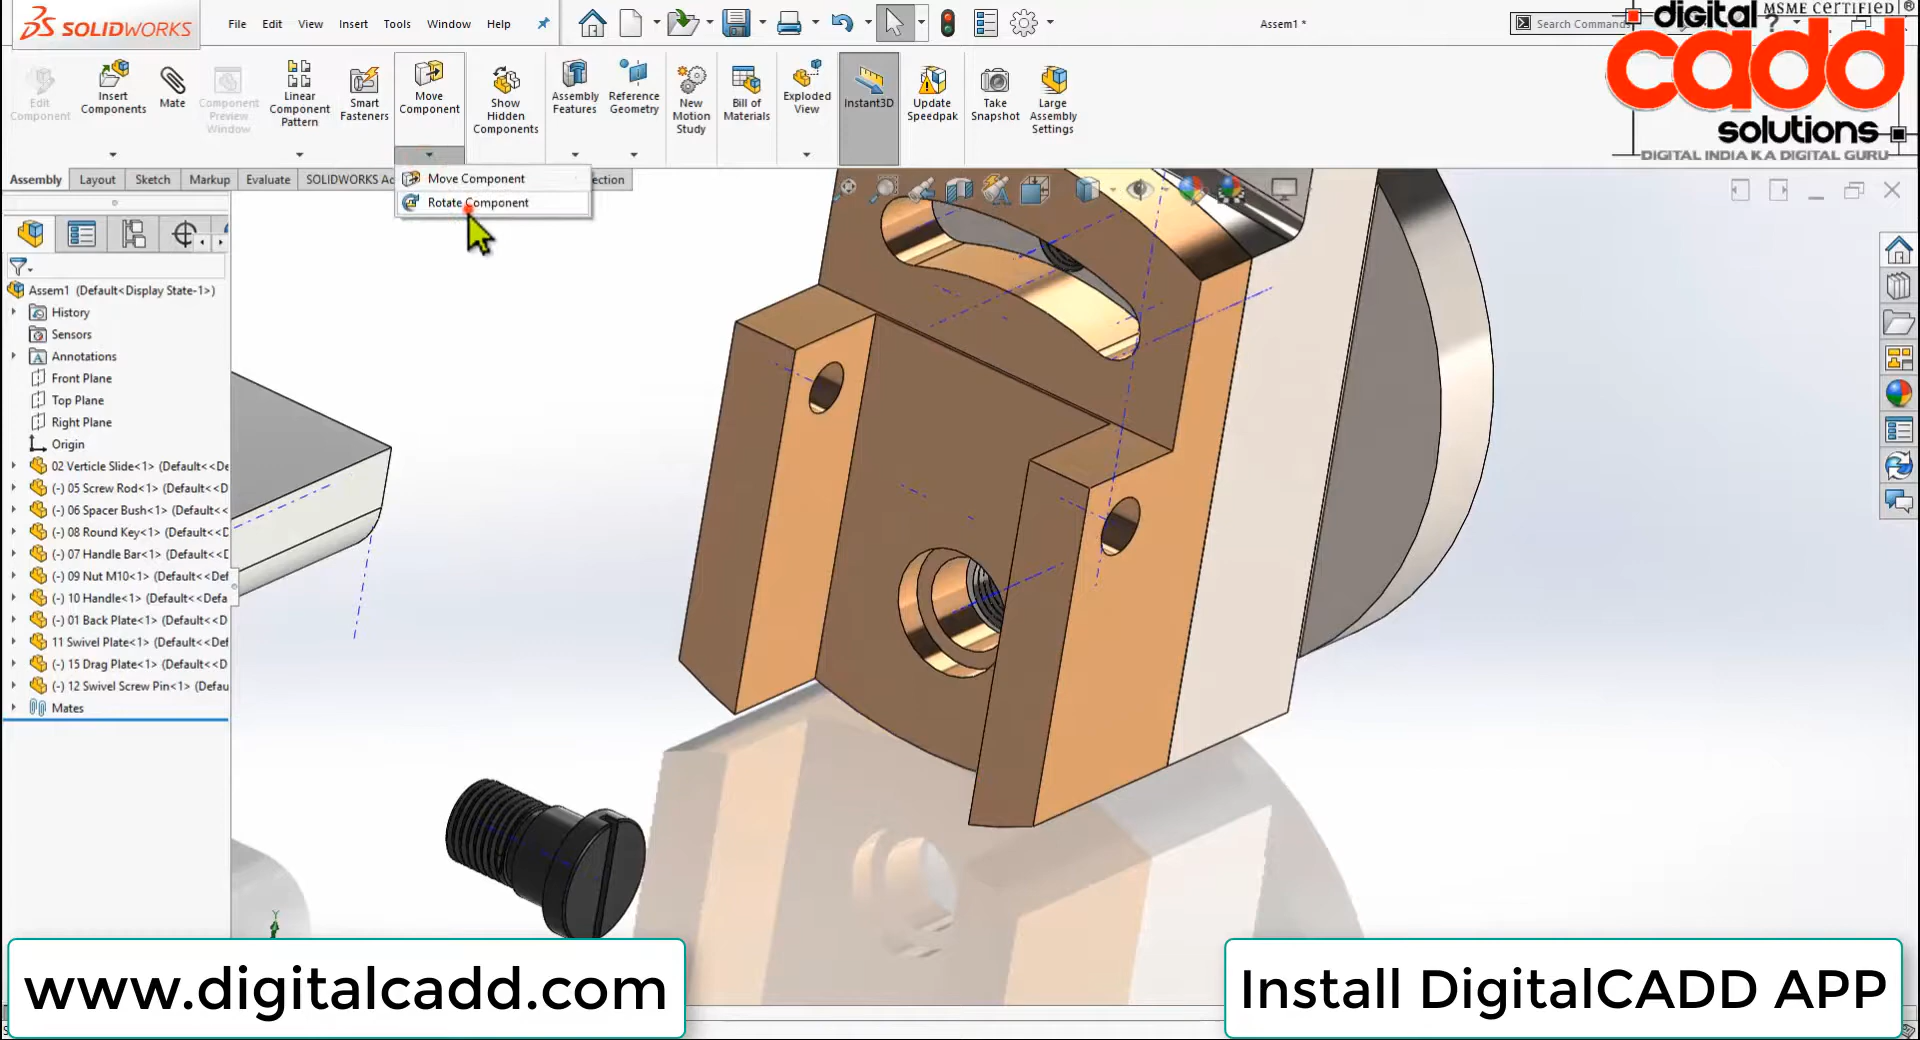 SOLIDWORKS
File Edit View Insert Tools Window Help
Assem1 *
Search Comman
digital
MSME CERTIFIED ®
cadd
solutions
DIGITAL INDIA KA DIGITAL GURU
Edit Component
Insert Components
Mate
Component Preview Window
Linear Component Pattern
Smart Fasteners
Move Component
Show Hidden Components
Assembly Features
Reference Geometry
New Motion Study
Bill of Materials
Exploded View
Instant3D
Update Speedpak
Take Snapshot
Large Assembly Settings
Move Component
Rotate Component
Assembly Layout Sketch Markup Evaluate SOLIDWORKS Ac ection
Assem1 (Default<Display State-1>)
History
Sensors
Annotations
Front Plane
Top Plane
Right Plane
Origin
02 Verticle Slide<1> (Default<<De
(-) 05 Screw Rod<1> (Default<<D
(-) 06 Spacer Bush<1> (Default<<
(-) 08 Round Key<1> (Default<<D
(-) 07 Handle Bar<1> (Default<<D
(-) 09 Nut M10<1> (Default<<Def
(-) 10 Handle<1> (Default<<Defa
(-) 01 Back Plate<1> (Default<<D
11 Swivel Plate<1> (Default<<Def
(-) 15 Drag Plate<1> (Default<<D
(-) 12 Swivel Screw Pin<1> (Defau
Mates
Y
www.digitalcadd.com
Install DigitalCADD APP